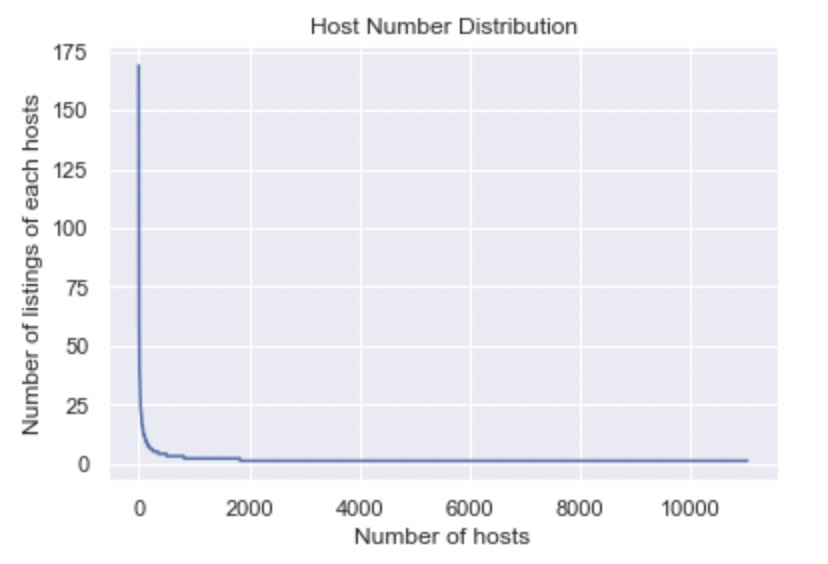 Host Number Distribution
Number of listings of each hosts
175
150
125
100
75
50
25
0
0 2000 4000 6000 8000 10000
Number of hosts